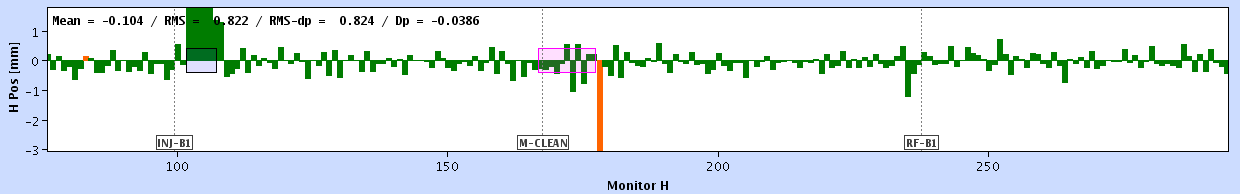 Mean = -0.104 / RMS = 0.822 / RMS-dp = 0.824 / Dp = -0.0386
H Pos [mm]
1
0
-1
-2
-3
INJ-B1
M-CLEAN
RF-B1
100
150
200
250
Monitor H